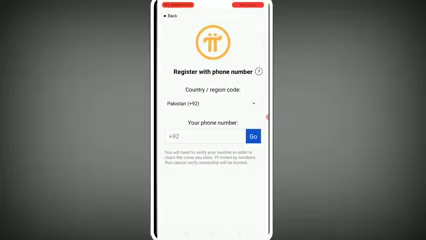 Back
Register with phone number ?
Country / region code:
Pakistan (+92)
Your phone number:
+92 Go
You will need to verify your number in order to
claim the coins you mined. Pi mined by numbers
that cannot verify ownership will be